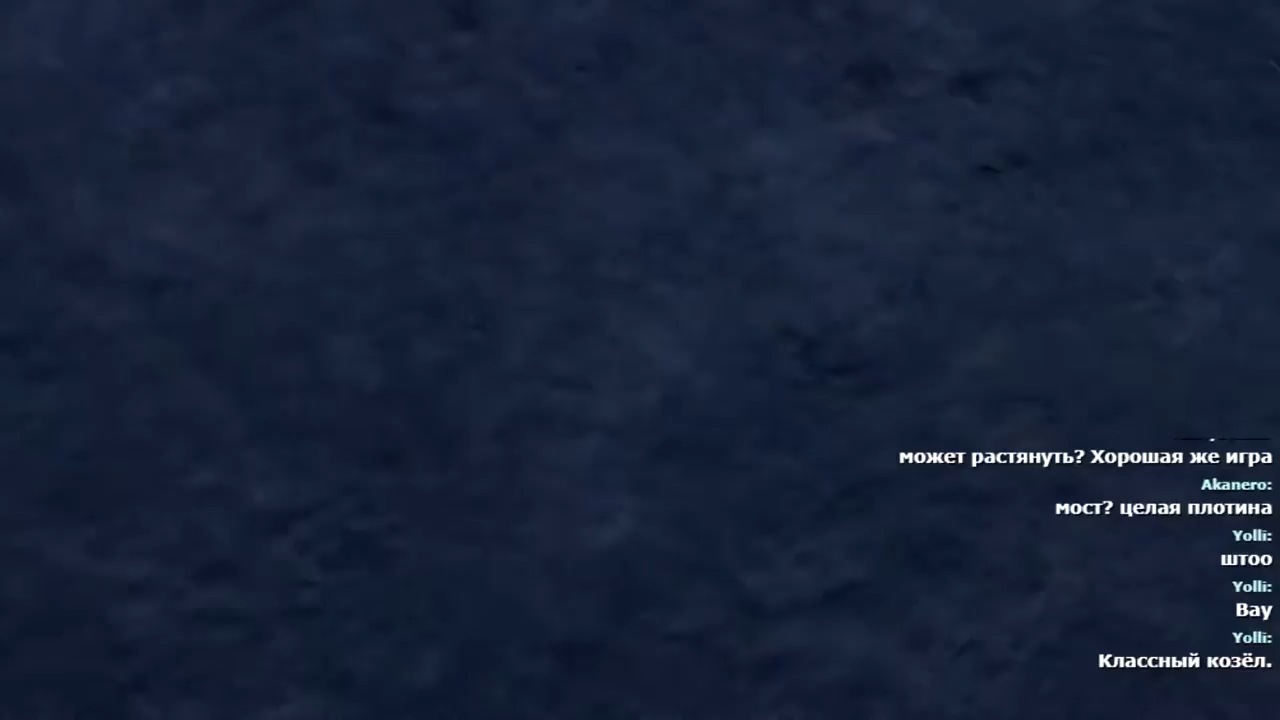 может растянуть? Хорошая же игра
Akanero:
мост? целая плотина
Yolli:
штоо
Yolli:
Вау
Yolli:
Классный козёл.